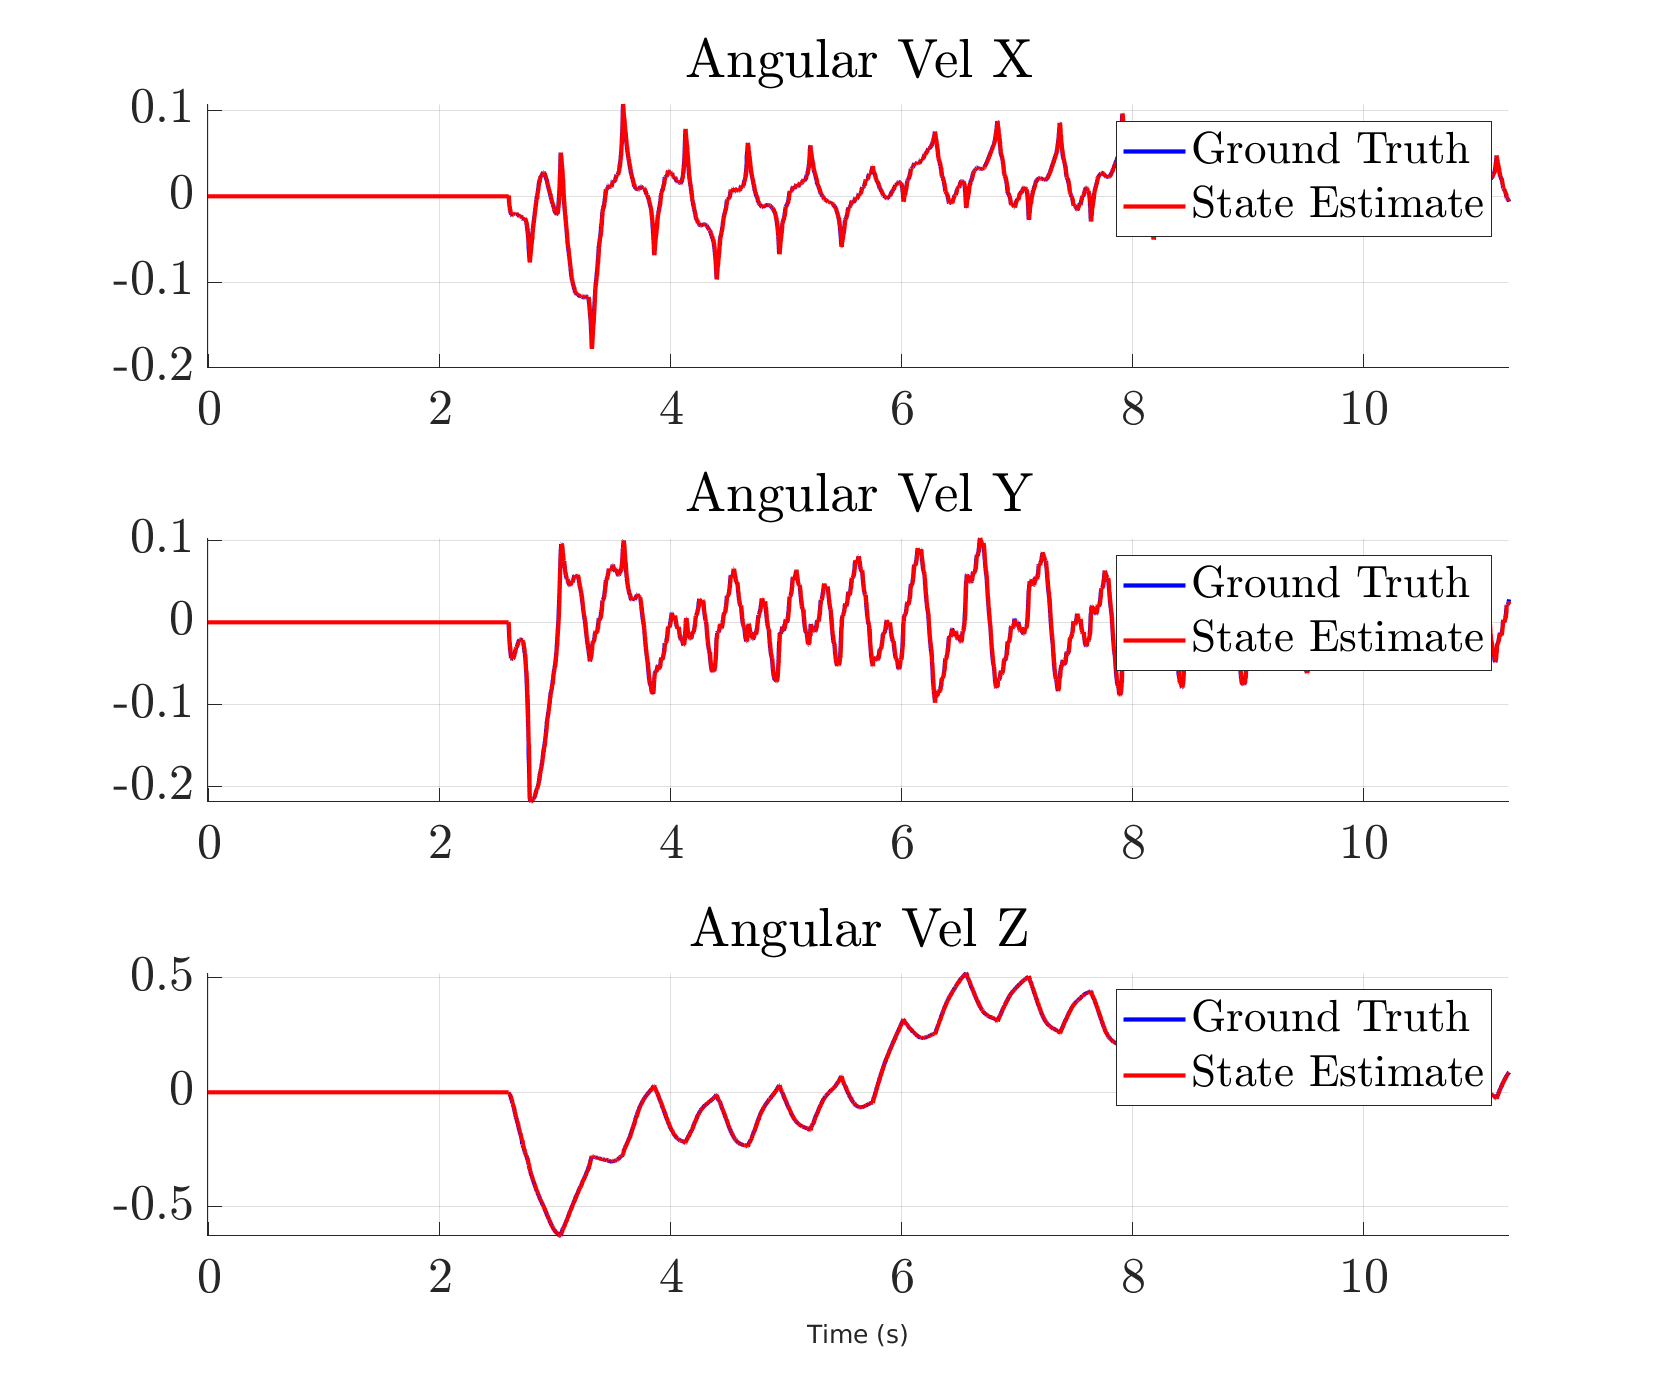 Angular Vel X
0.1
0
-0.1
-0.2
0 2 4 6 8 10
Ground Truth
State Estimate
Angular Vel Y
0.1
0
-0.1
-0.2
0 2 4 6 8 10
Ground Truth
State Estimate
Angular Vel Z
0.5
0
-0.5
0 2 4 6 8 10
Ground Truth
State Estimate
Time (s)